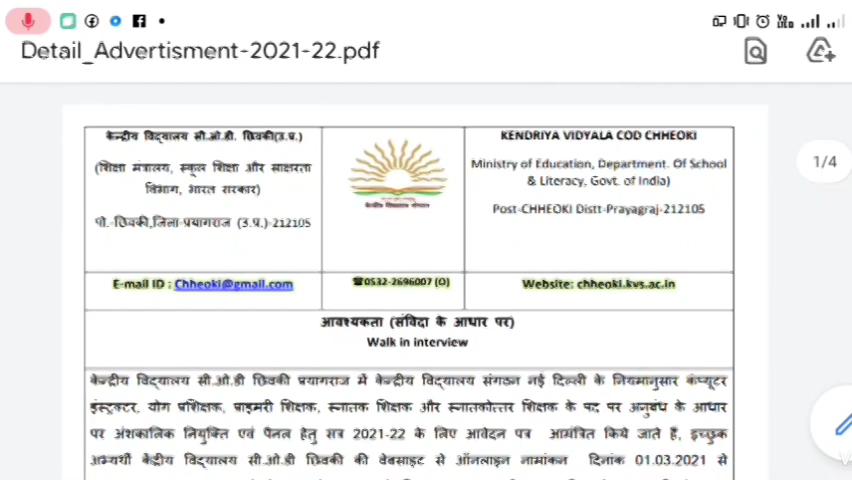 Detail_Advertisment-2021-22.pdf
1/4
केन्द्रीय विद्यालय सी.ओ.डी. छिवकी(उ.प्र.)
(शिक्षा मंत्रालय, स्कूल शिक्षा और साक्षरता
विभाग, भारत सरकार)
पो.-छिवकी,जिला-प्रयागराज (उ.प्र.)-212105
केन्द्रीय विद्यालय संगठन
KENDRIYA VIDYALA COD CHHEOKI
Ministry of Education, Department. Of School
& Literacy, Govt. of India)
Post-CHHEOKI Distt-Prayagraj-212105
E-mail ID : Chheoki@gmail.com
☎0532-2696007 (O)
Website: chheoki.kvs.ac.in
आवश्यकता (संविदा के आधार पर)
Walk in interview
केन्द्रीय विद्यालय सी.ओ.डी छिवकी प्रयागराज में केन्द्रीय विद्यालय संगठन नई दिल्ली के नियमानुसार कंप्यूटर
इंस्ट्रक्टर, योग प्रशिक्षक, प्राइमरी शिक्षक, स्नातक शिक्षक और स्नातकोत्तर शिक्षक के पद पर अनुबंध के आधार
पर अंशकालिक नियुक्ति एवं पैनल हेतु सत्र 2021-22 के लिए आवेदन पत्र आमंत्रित किये जाते हैं, इच्छुक
अभ्यर्थी केंद्रीय विद्यालय सी.ओ.डी छिवकी की वेबसाइट से ऑनलाइन नामांकन दिनांक 01.03.2021 से